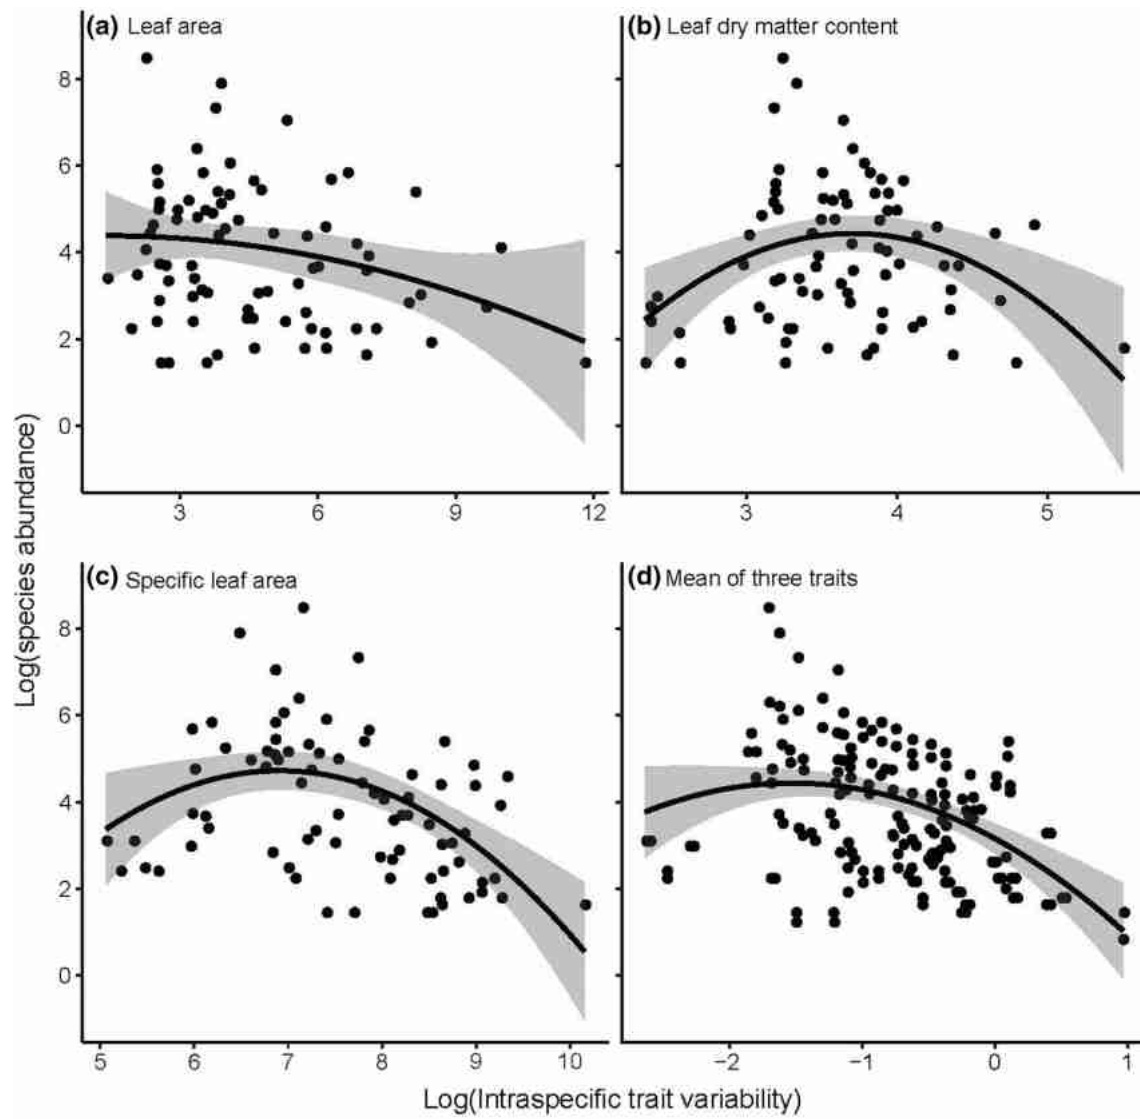 (a) Leaf area
(b) Leaf dry matter content
8
6
4
2
0
3 6 9 12
3 4 5
Log(species abundance)
(c) Specific leaf area
(d) Mean of three traits
8
6
4
2
0
5 6 7 8 9 10
−2 −1 0 1
Log(Intraspecific trait variability)